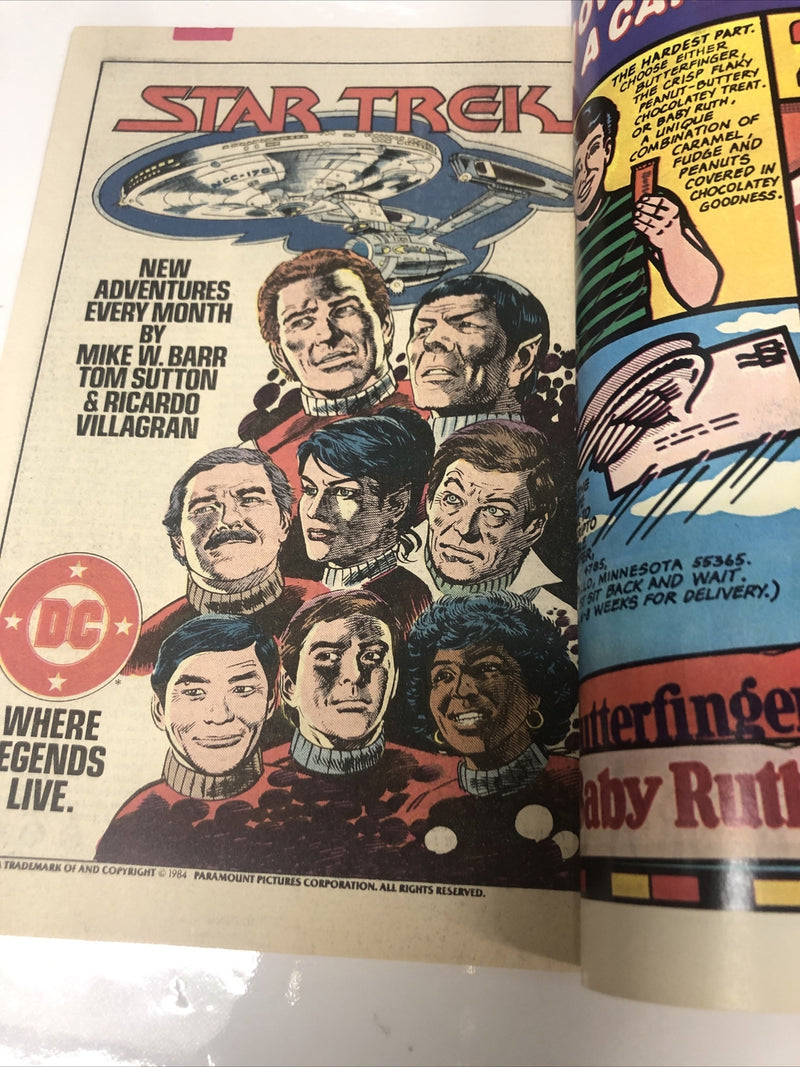 STAR TREK
NCC-170
NEW
ADVENTURES
EVERY MONTH
BY
MIKE W. BARR
TOM SUTTON
& RICARDO
VILLAGRAN
DC
WHERE
EGENDS
LIVE.
TRADEMARK OF AND COPYRIGHT © 1984 PARAMOUNT PICTURES CORPORATION. ALL RIGHTS RESERVED.
A CA
THE HARDEST PART.
CHOOSE EITHER
BUTTERFINGER,
THE CRISP FLAKY
PEANUT-BUTTERY
CHOCOLATEY TREAT.
OR BABY RUTH,
A UNIQUE
COMBINATION OF
CARAMEL,
FUDGE AND
PEANUTS
COVERED IN
CHOCOLATEY
GOODNESS.
4785,
LO, MINNESOTA 55365.
SIT BACK AND WAIT.
WEEKS FOR DELIVERY.)
utterfinger
aby Ruth